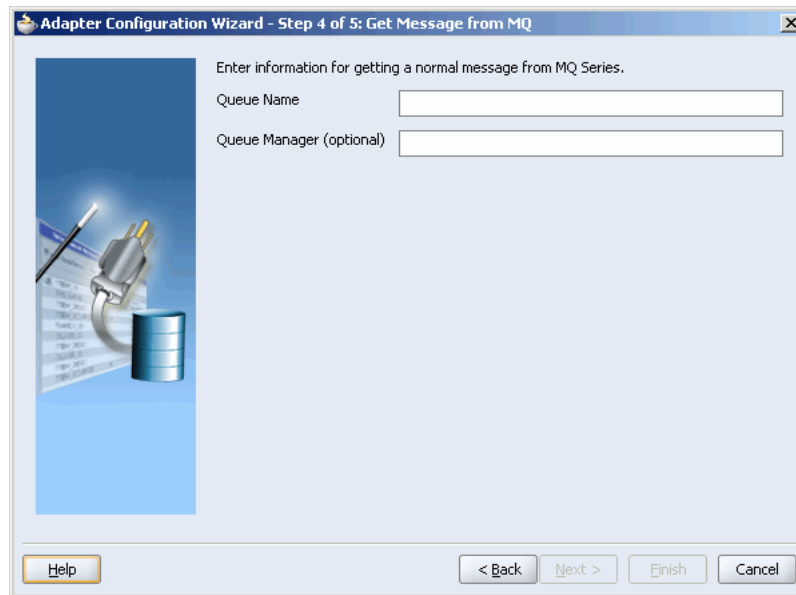 Adapter Configuration Wizard - Step 4 of 5: Get Message from MQ
Enter information for getting a normal message from MQ Series.
Queue Name
Queue Manager (optional)
Help
< Back
Next >
Finish
Cancel